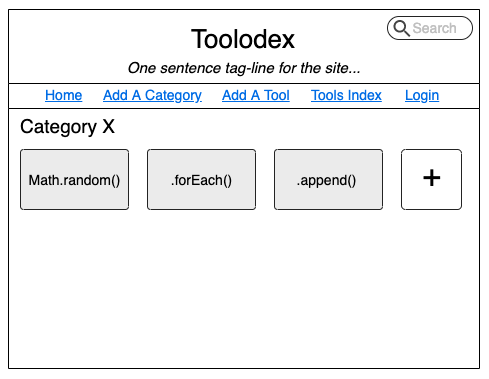 Toolodex
Search
One sentence tag-line for the site...
Home Add A Category Add A Tool Tools Index Login
Category X
Math.random() .forEach() .append() +